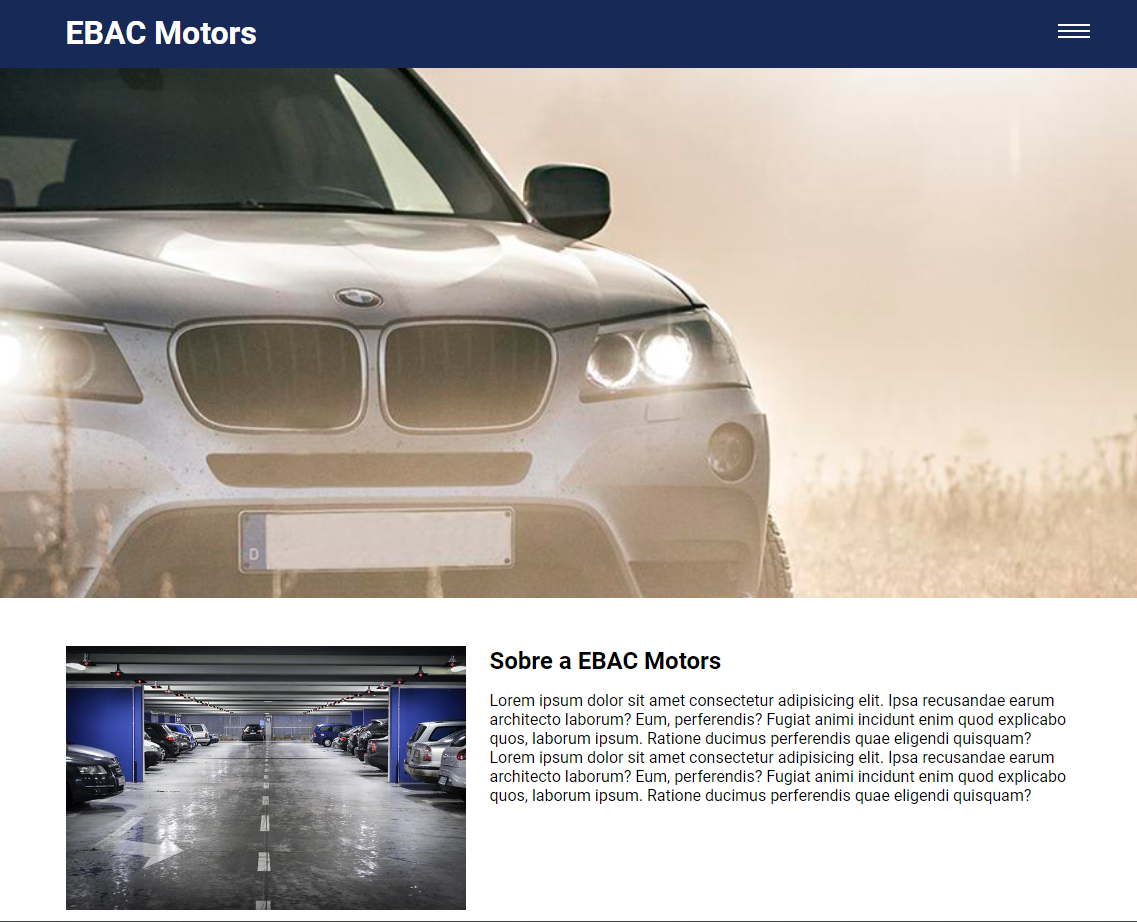 EBAC Motors
D
Sobre a EBAC Motors
Lorem ipsum dolor sit amet consectetur adipisicing elit. Ipsa recusandae earum
architecto laborum? Eum, perferendis? Fugiat animi incidunt enim quod explicabo
quos, laborum ipsum. Ratione ducimus perferendis quae eligendi quisquam?
Lorem ipsum dolor sit amet consectetur adipisicing elit. Ipsa recusandae earum
architecto laborum? Eum, perferendis? Fugiat animi incidunt enim quod explicabo
quos, laborum ipsum. Ratione ducimus perferendis quae eligendi quisquam?